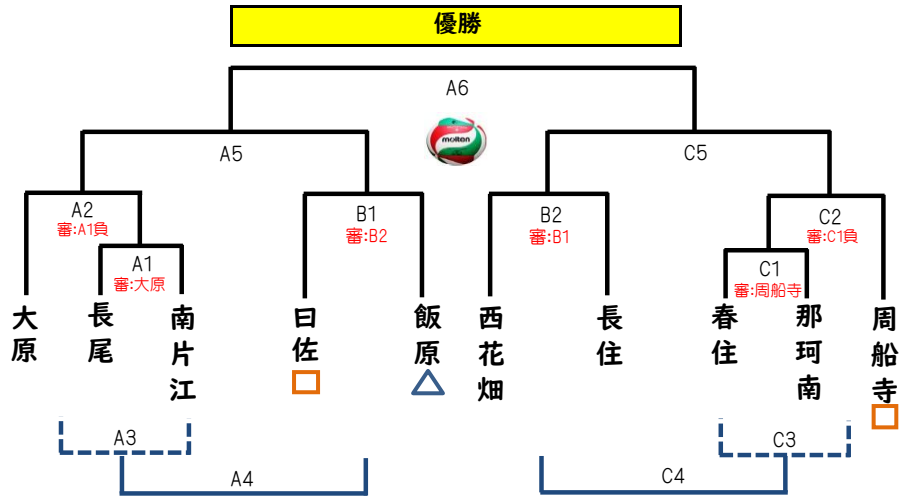 優勝
A6
molten
A5
C5
A2
審:A1負
B1
審:B2
B2
審:B1
C2
審:C1負
A1
審:大原
C1
審:周船寺
大原
長尾
南片江
曰佐
飯原
西花畑
長住
春住
那珂南
周船寺
A3
C3
A4
C4